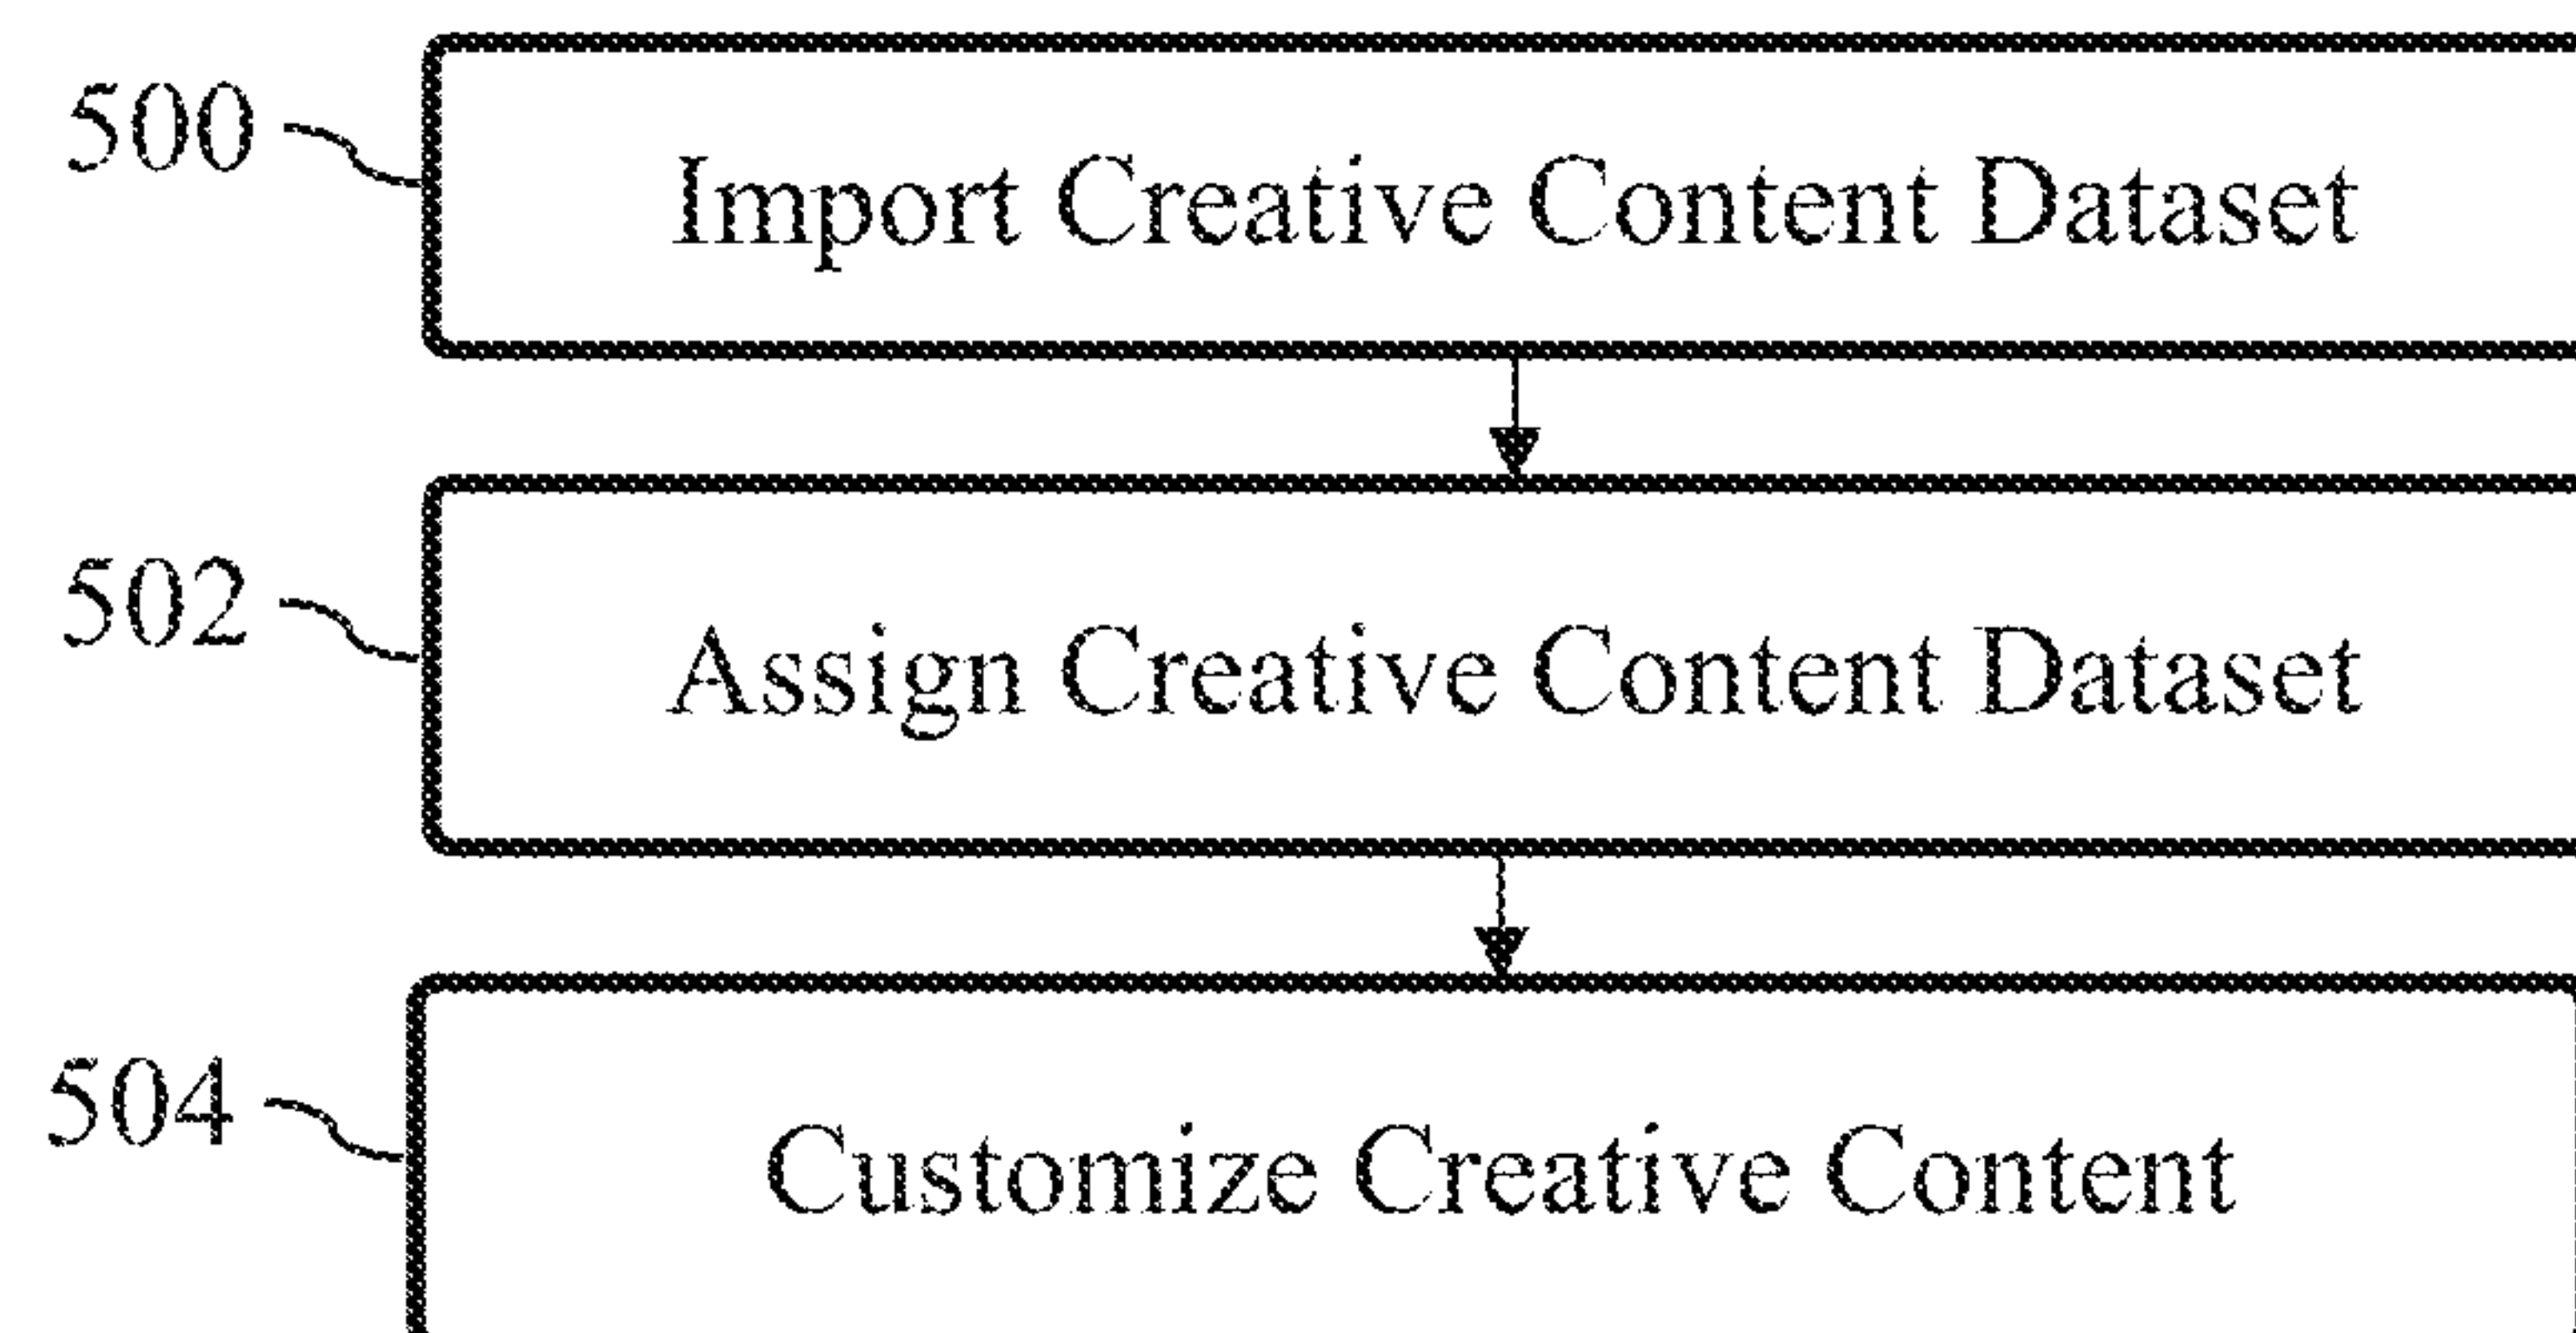 500
Import Creative Content Dataset
502
Assign Creative Content Dataset
504
Customize Creative Content